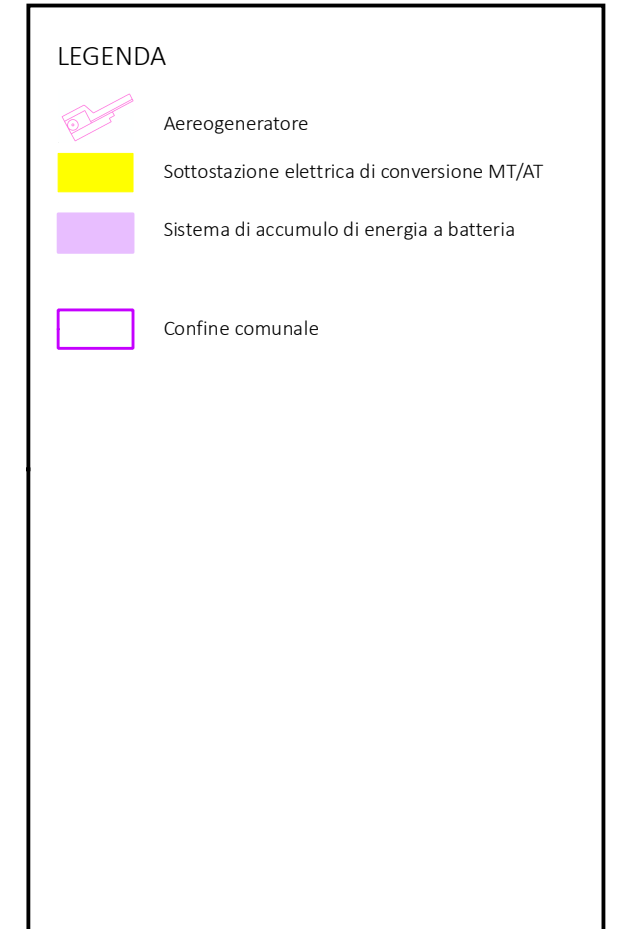 LEGENDA
Aereogeneratore
Sottostazione elettrica di conversione MT/AT
Sistema di accumulo di energia a batteria
Confine comunale